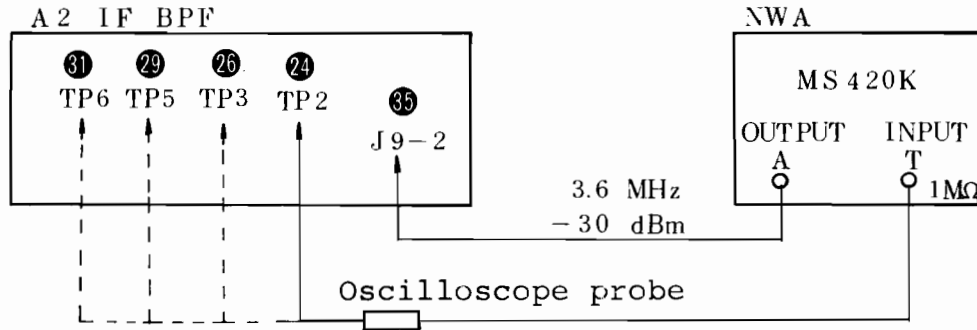 A2 IF BPF
NWA
31 29 26 24
TP6 TP5 TP3 TP2
35
J9-2
MS420K
OUTPUT INPUT
A T
3.6 MHz
1MΩ
-30 dBm
Oscilloscope probe